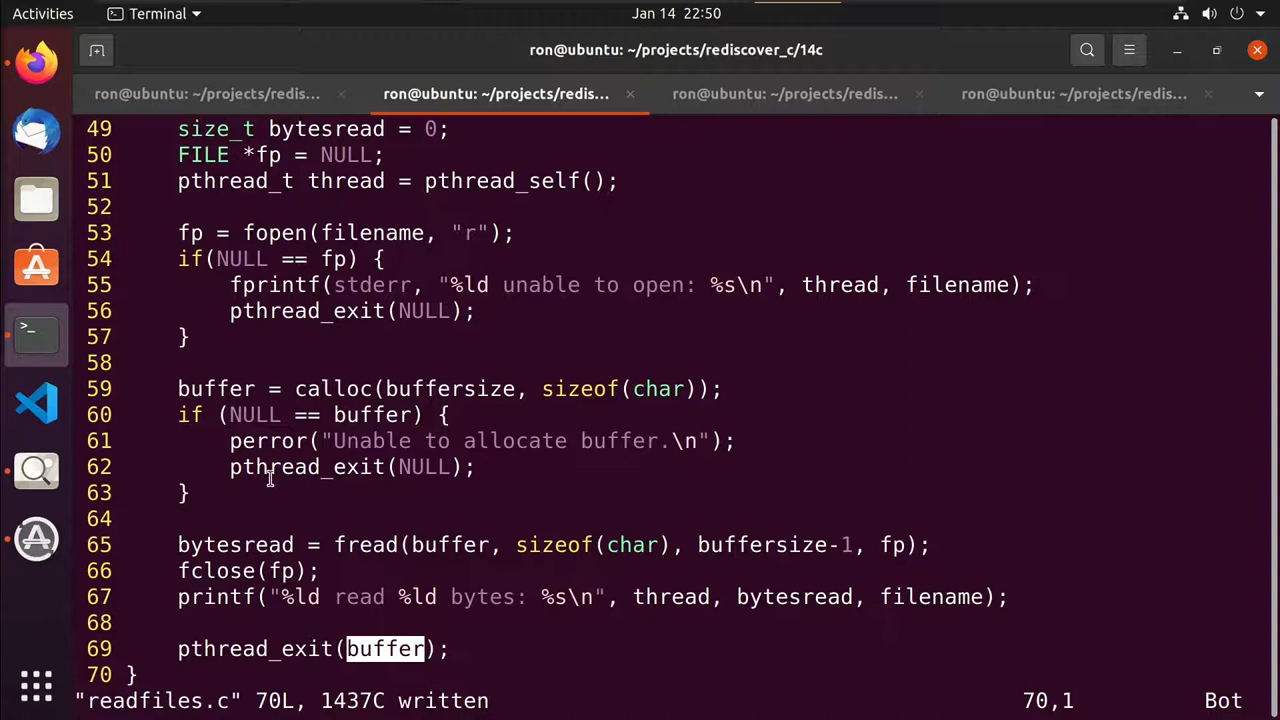 Activities Terminal Jan 14 22:50
ron@ubuntu: ~/projects/rediscover_c/14c
ron@ubuntu: ~/projects/redis... ron@ubuntu: ~/projects/redis... ron@ubuntu: ~/projects/redis... ron@ubuntu: ~/projects/redis...
49 size_t bytesread = 0;
50 FILE *fp = NULL;
51 pthread_t thread = pthread_self();
52
53 fp = fopen(filename, "r");
54 if(NULL == fp) {
55 fprintf(stderr, "%ld unable to open: %s\n", thread, filename);
56 pthread_exit(NULL);
57 }
58
59 buffer = calloc(buffersize, sizeof(char));
60 if (NULL == buffer) {
61 perror("Unable to allocate buffer.\n");
62 pthread_exit(NULL);
63 }
64
65 bytesread = fread(buffer, sizeof(char), buffersize-1, fp);
66 fclose(fp);
67 printf("%ld read %ld bytes: %s\n", thread, bytesread, filename);
68
69 pthread_exit(buffer);
70 }
"readfiles.c" 70L, 1437C written 70,1 Bot